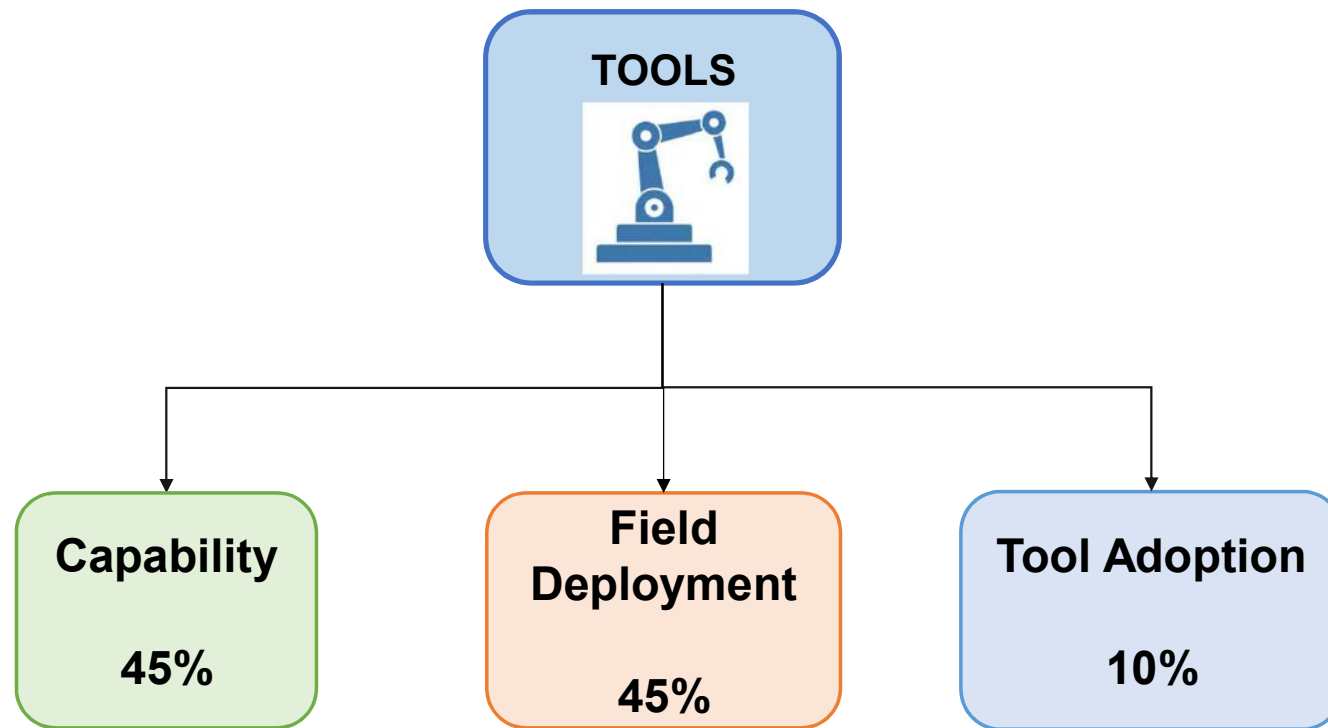 TOOLS
Capability
45%
Field
Deployment
45%
Tool Adoption
10%